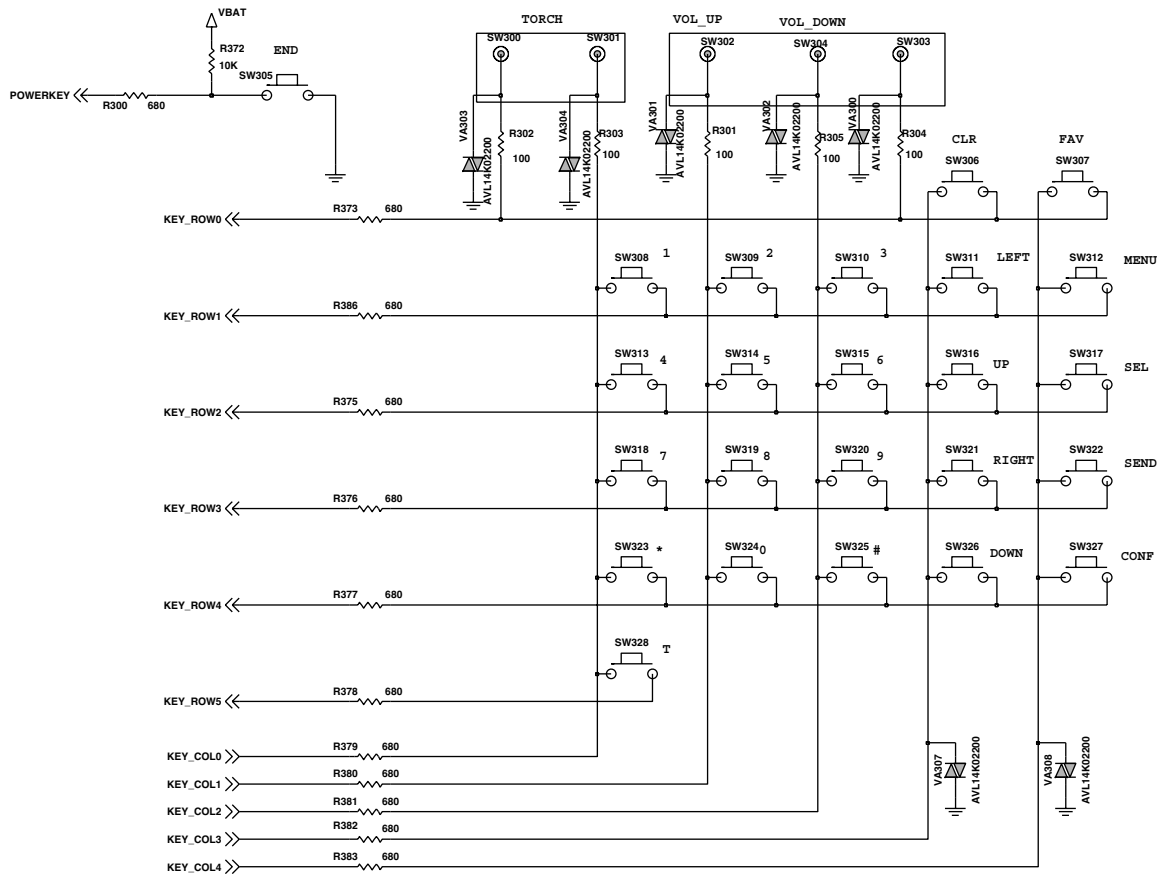 VBAT
TORCH VOL_UP VOL_DOWN
R372 END SW300 SW301 SW302 SW304 SW303
10K
SW305
POWERKEY R300 680
VA303 AVL14K02200 R302 100
VA304 AVL14K02200 R303 100
VA301 AVL14K02200 R301 100
VA302 AVL14K02200 R305 100
VA300 AVL14K02200 R304 100
CLR FAV
SW306 SW307
KEY_ROW0 R373 680
SW308 1 SW309 2 SW310 3 SW311 LEFT SW312 MENU
KEY_ROW1 R386 680
SW313 4 SW314 5 SW315 6 SW316 UP SW317 SEL
KEY_ROW2 R375 680
SW318 7 SW319 8 SW320 9 SW321 RIGHT SW322 SEND
KEY_ROW3 R376 680
SW323 * SW324 0 SW325 # SW326 DOWN SW327 CONF
KEY_ROW4 R377 680
SW328 T
KEY_ROW5 R378 680
KEY_COL0 R379 680
KEY_COL1 R380 680
KEY_COL2 R381 680
KEY_COL3 R382 680
KEY_COL4 R383 680
VA307 AVL14K02200
VA308 AVL14K02200